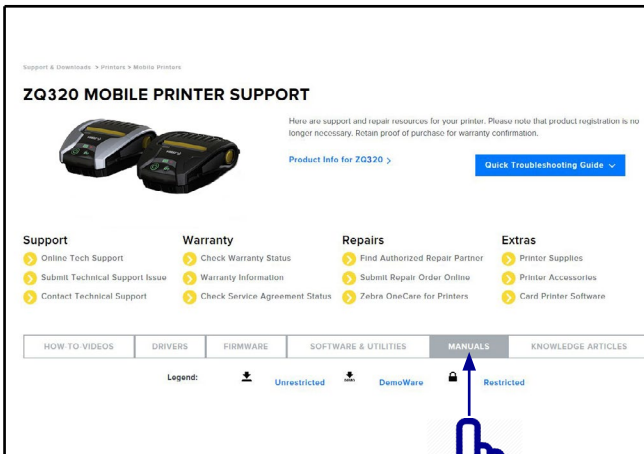 Support & Downloads > Printers > Mobile Printers
ZQ320 MOBILE PRINTER SUPPORT
Here are support and repair resources for your printer. Please note that product registration is no
longer necessary. Retain proof of purchase for warranty confirmation.
Product Info for ZQ320 >
Quick Troubleshooting Guide
Support
Online Tech Support
Submit Technical Support Issue
Contact Technical Support
Warranty
Check Warranty Status
Warranty Information
Check Service Agreement Status
Repairs
Find Authorized Repair Partner
Submit Repair Order Online
Zebra OneCare for Printers
Extras
Printer Supplies
Printer Accessories
Card Printer Software
HOW-TO-VIDEOS DRIVERS FIRMWARE SOFTWARE & UTILITIES MANUALS KNOWLEDGE ARTICLES
Legend: Unrestricted DemoWare Restricted